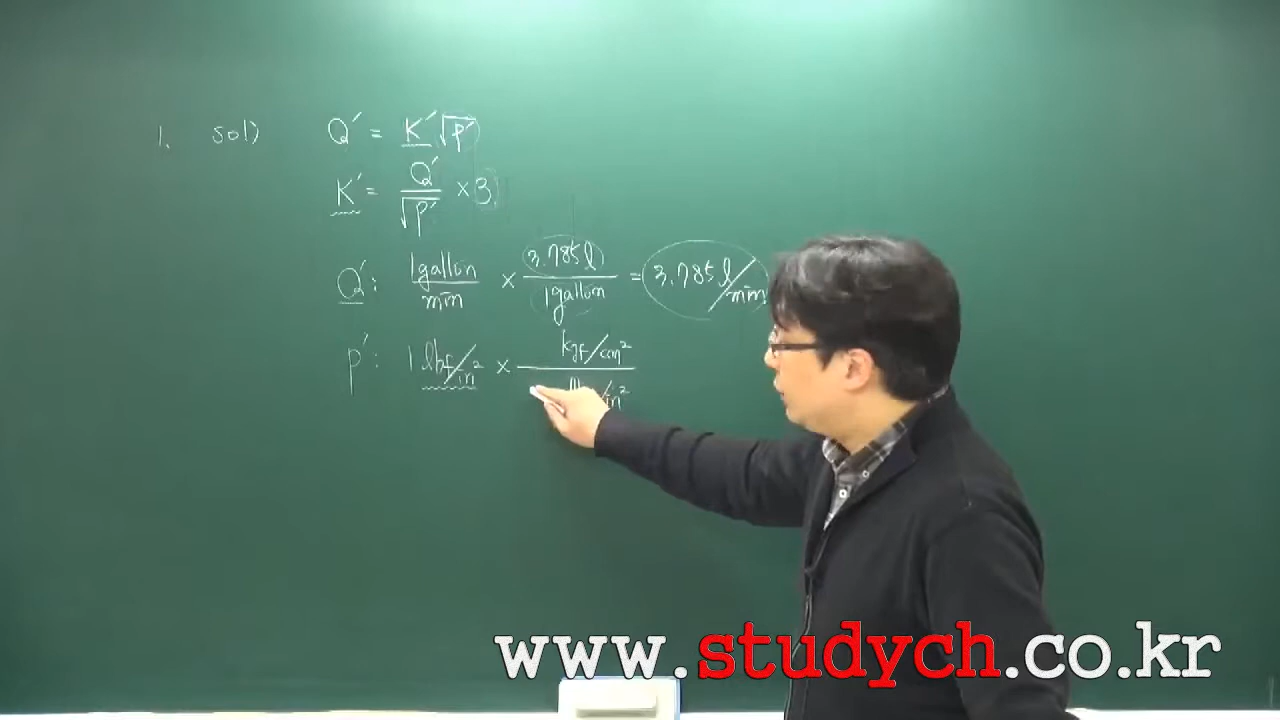 1. sol) Q′ = K′√P′
K′ = Q′/√P′ × 3
Q′ : 1gallon/min × 3.785 l/1gallon = 3.785 l/min
P′ : 1 lbf/in² × kgf/cm² / in²
www.studych.co.kr